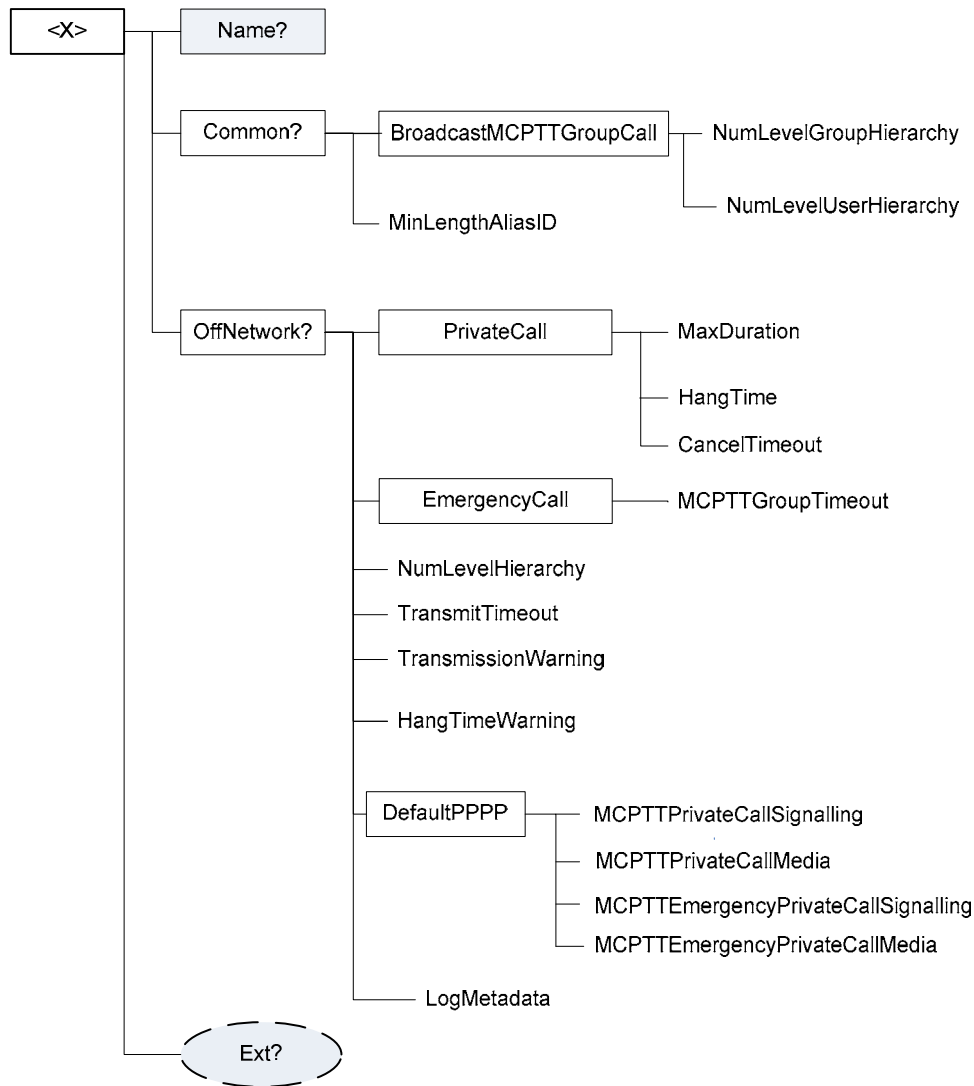 <X>
Name?
Common?
BroadcastMCPTTGroupCall
NumLevelGroupHierarchy
NumLevelUserHierarchy
MinLengthAliasID
OffNetwork?
PrivateCall
MaxDuration
HangTime
CancelTimeout
EmergencyCall
MCPTTGroupTimeout
NumLevelHierarchy
TransmitTimeout
TransmissionWarning
HangTimeWarning
DefaultPPPP
MCPTTPrivateCallSignalling
MCPTTPrivateCallMedia
MCPTTEmergencyPrivateCallSignalling
MCPTTEmergencyPrivateCallMedia
LogMetadata
Ext?